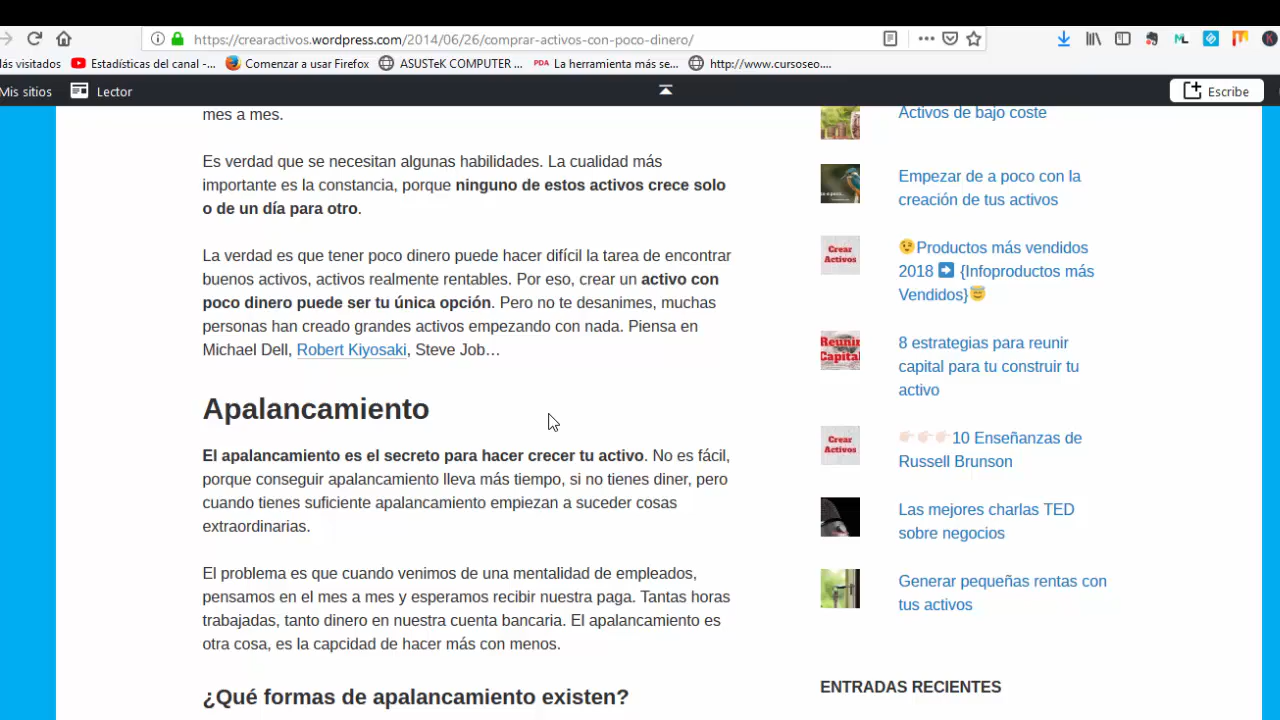 https://crearactivos.wordpress.com/2014/06/26/comprar-activos-con-poco-dinero/
ás visitados
Estadísticas del canal -...
Comenzar a usar Firefox
ASUSTeK COMPUTER ...
PDA La herramienta más se...
http://www.cursoseo....
Mis sitios
Lector
Escribe
mes a mes.
Es verdad que se necesitan algunas habilidades. La cualidad más
importante es la constancia, porque ninguno de estos activos crece solo
o de un día para otro.
La verdad es que tener poco dinero puede hacer difícil la tarea de encontrar
buenos activos, activos realmente rentables. Por eso, crear un activo con
poco dinero puede ser tu única opción. Pero no te desanimes, muchas
personas han creado grandes activos empezando con nada. Piensa en
Michael Dell, Robert Kiyosaki, Steve Job…
Apalancamiento
El apalancamiento es el secreto para hacer crecer tu activo. No es fácil,
porque conseguir apalancamiento lleva más tiempo, si no tienes diner, pero
cuando tienes suficiente apalancamiento empiezan a suceder cosas
extraordinarias.
El problema es que cuando venimos de una mentalidad de empleados,
pensamos en el mes a mes y esperamos recibir nuestra paga. Tantas horas
trabajadas, tanto dinero en nuestra cuenta bancaria. El apalancamiento es
otra cosa, es la capcidad de hacer más con menos.
¿Qué formas de apalancamiento existen?
Activos de bajo coste
Empezar de a poco con la
creación de tus activos
Crear
Activos
😉Productos más vendidos
2018 ➡️ {Infoproductos más
Vendidos}😇
Reunir
Capital
8 estrategias para reunir
capital para tu construir tu
activo
Crear
Activos
👉🏻👉🏻👉🏻10 Enseñanzas de
Russell Brunson
Las mejores charlas TED
sobre negocios
Generar pequeñas rentas con
tus activos
ENTRADAS RECIENTES